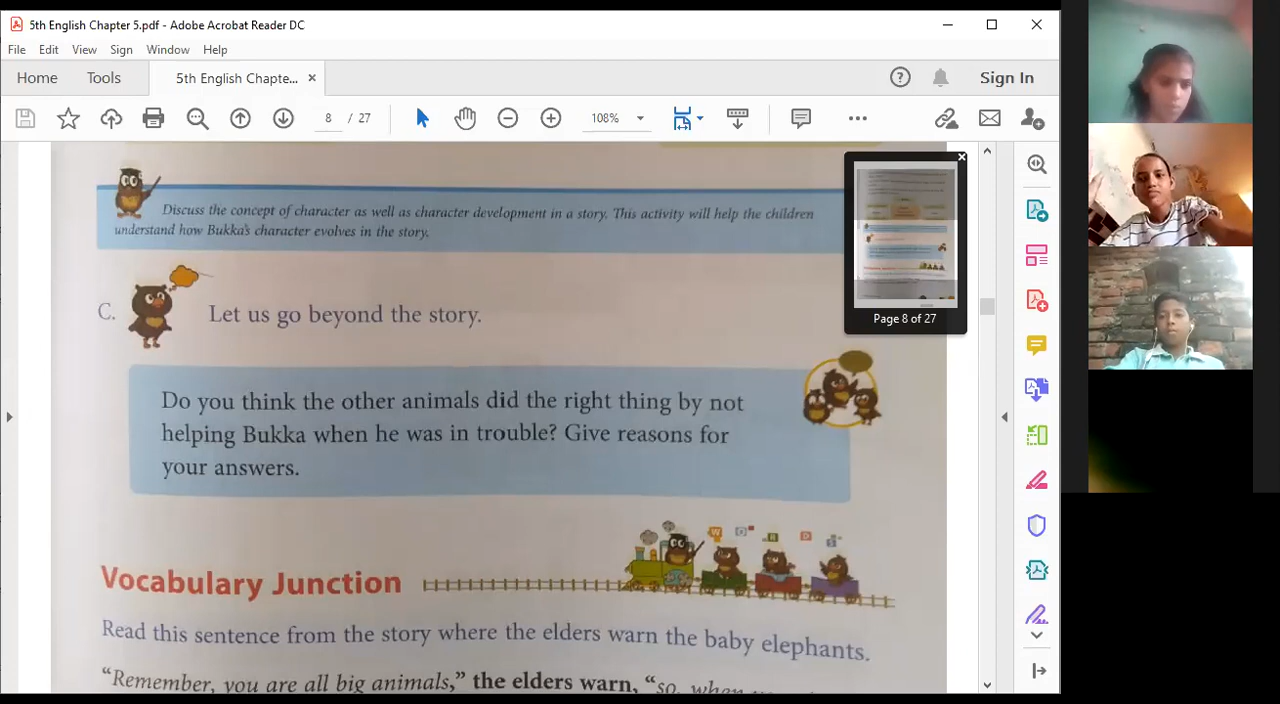 5th English Chapter 5.pdf - Adobe Acrobat Reader DC
File Edit View Sign Window Help
Home Tools 5th English Chapte... Sign In
8 / 27 108%
Discuss the concept of character as well as character development in a story. This activity will help the children
understand how Bukka's character evolves in the story.
C. Let us go beyond the story.
Page 8 of 27
Do you think the other animals did the right thing by not
helping Bukka when he was in trouble? Give reasons for
your answers.
W O R D S
Vocabulary Junction
Read this sentence from the story where the elders warn the baby elephants.
"Remember, you are all big animals," the elders warn, "so, when